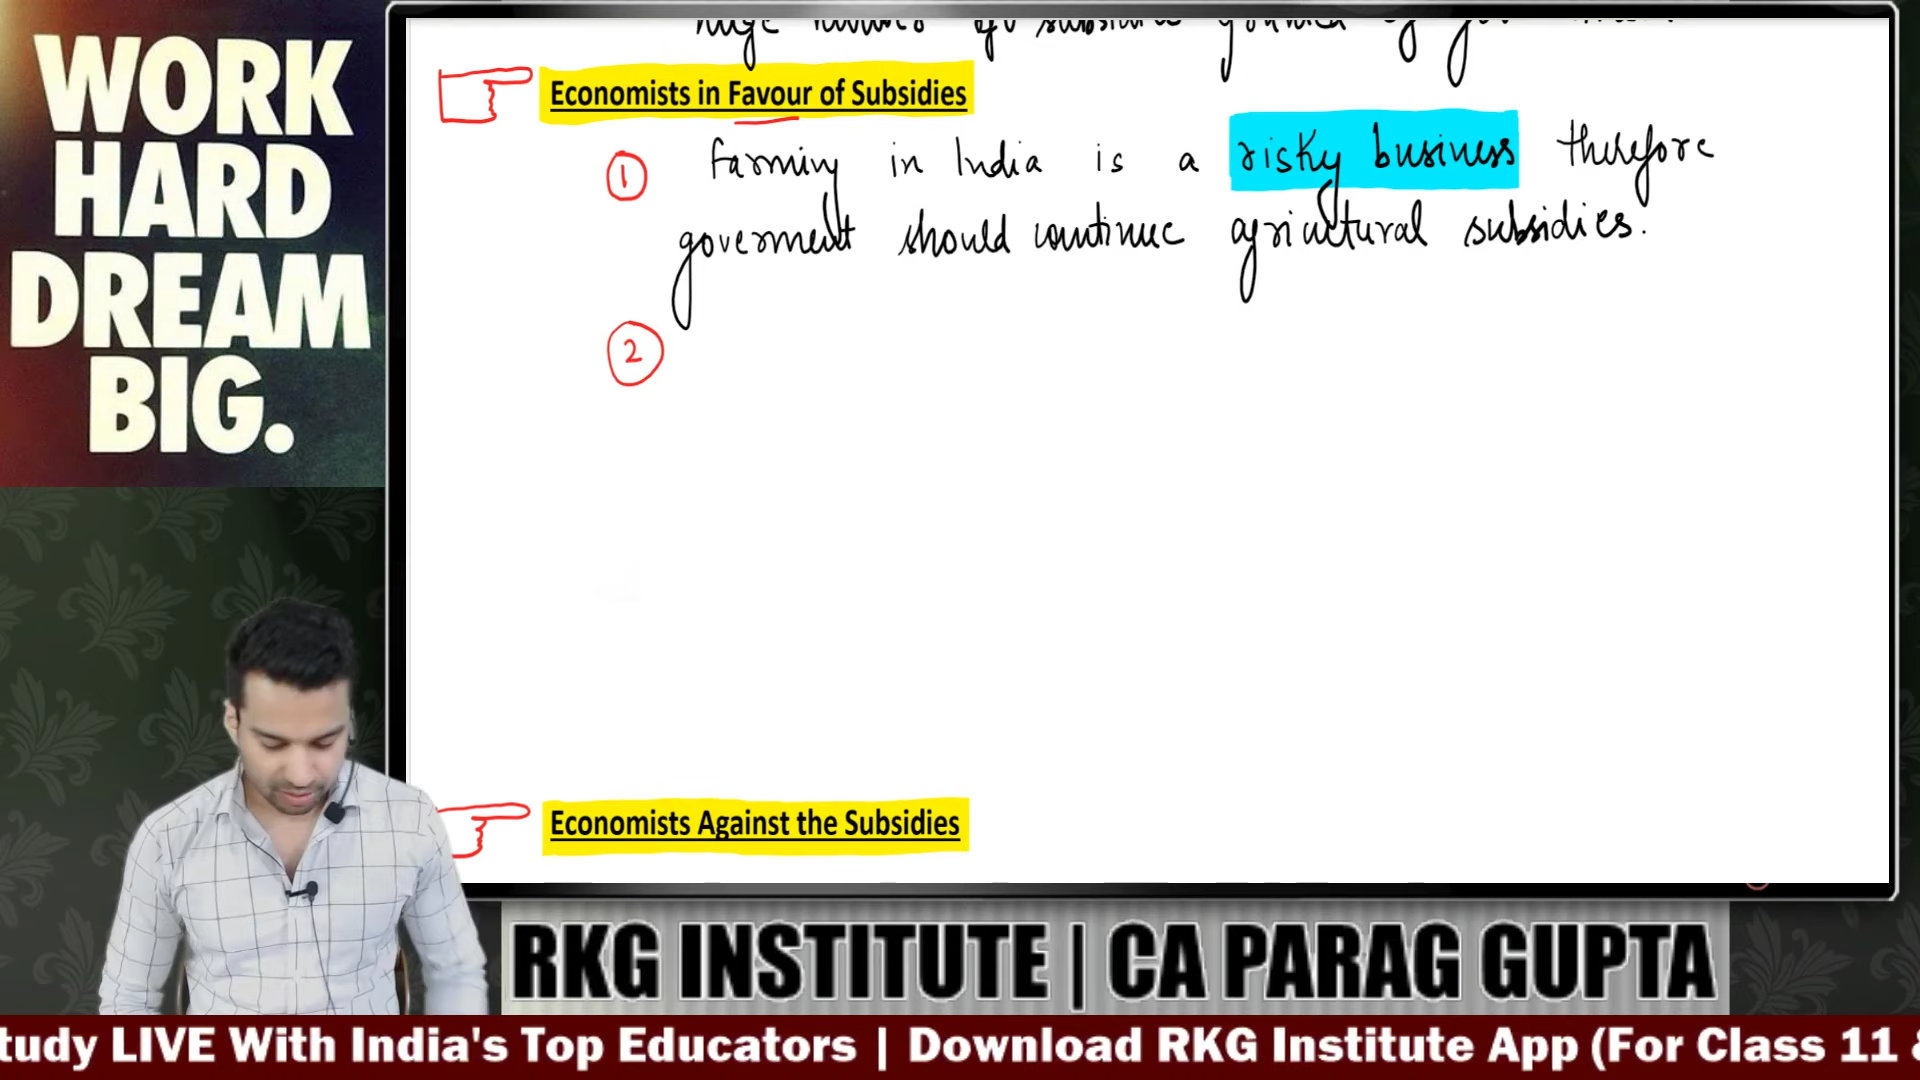 WORK
HARD
DREAM
BIG.
Economists in Favour of Subsidies
1 Farming in India is a risky business therefore
government should continue agricultural subsidies.
2
Economists Against the Subsidies
RKG INSTITUTE | CA PARAG GUPTA
tudy LIVE With India's Top Educators | Download RKG Institute App (For Class 11 &